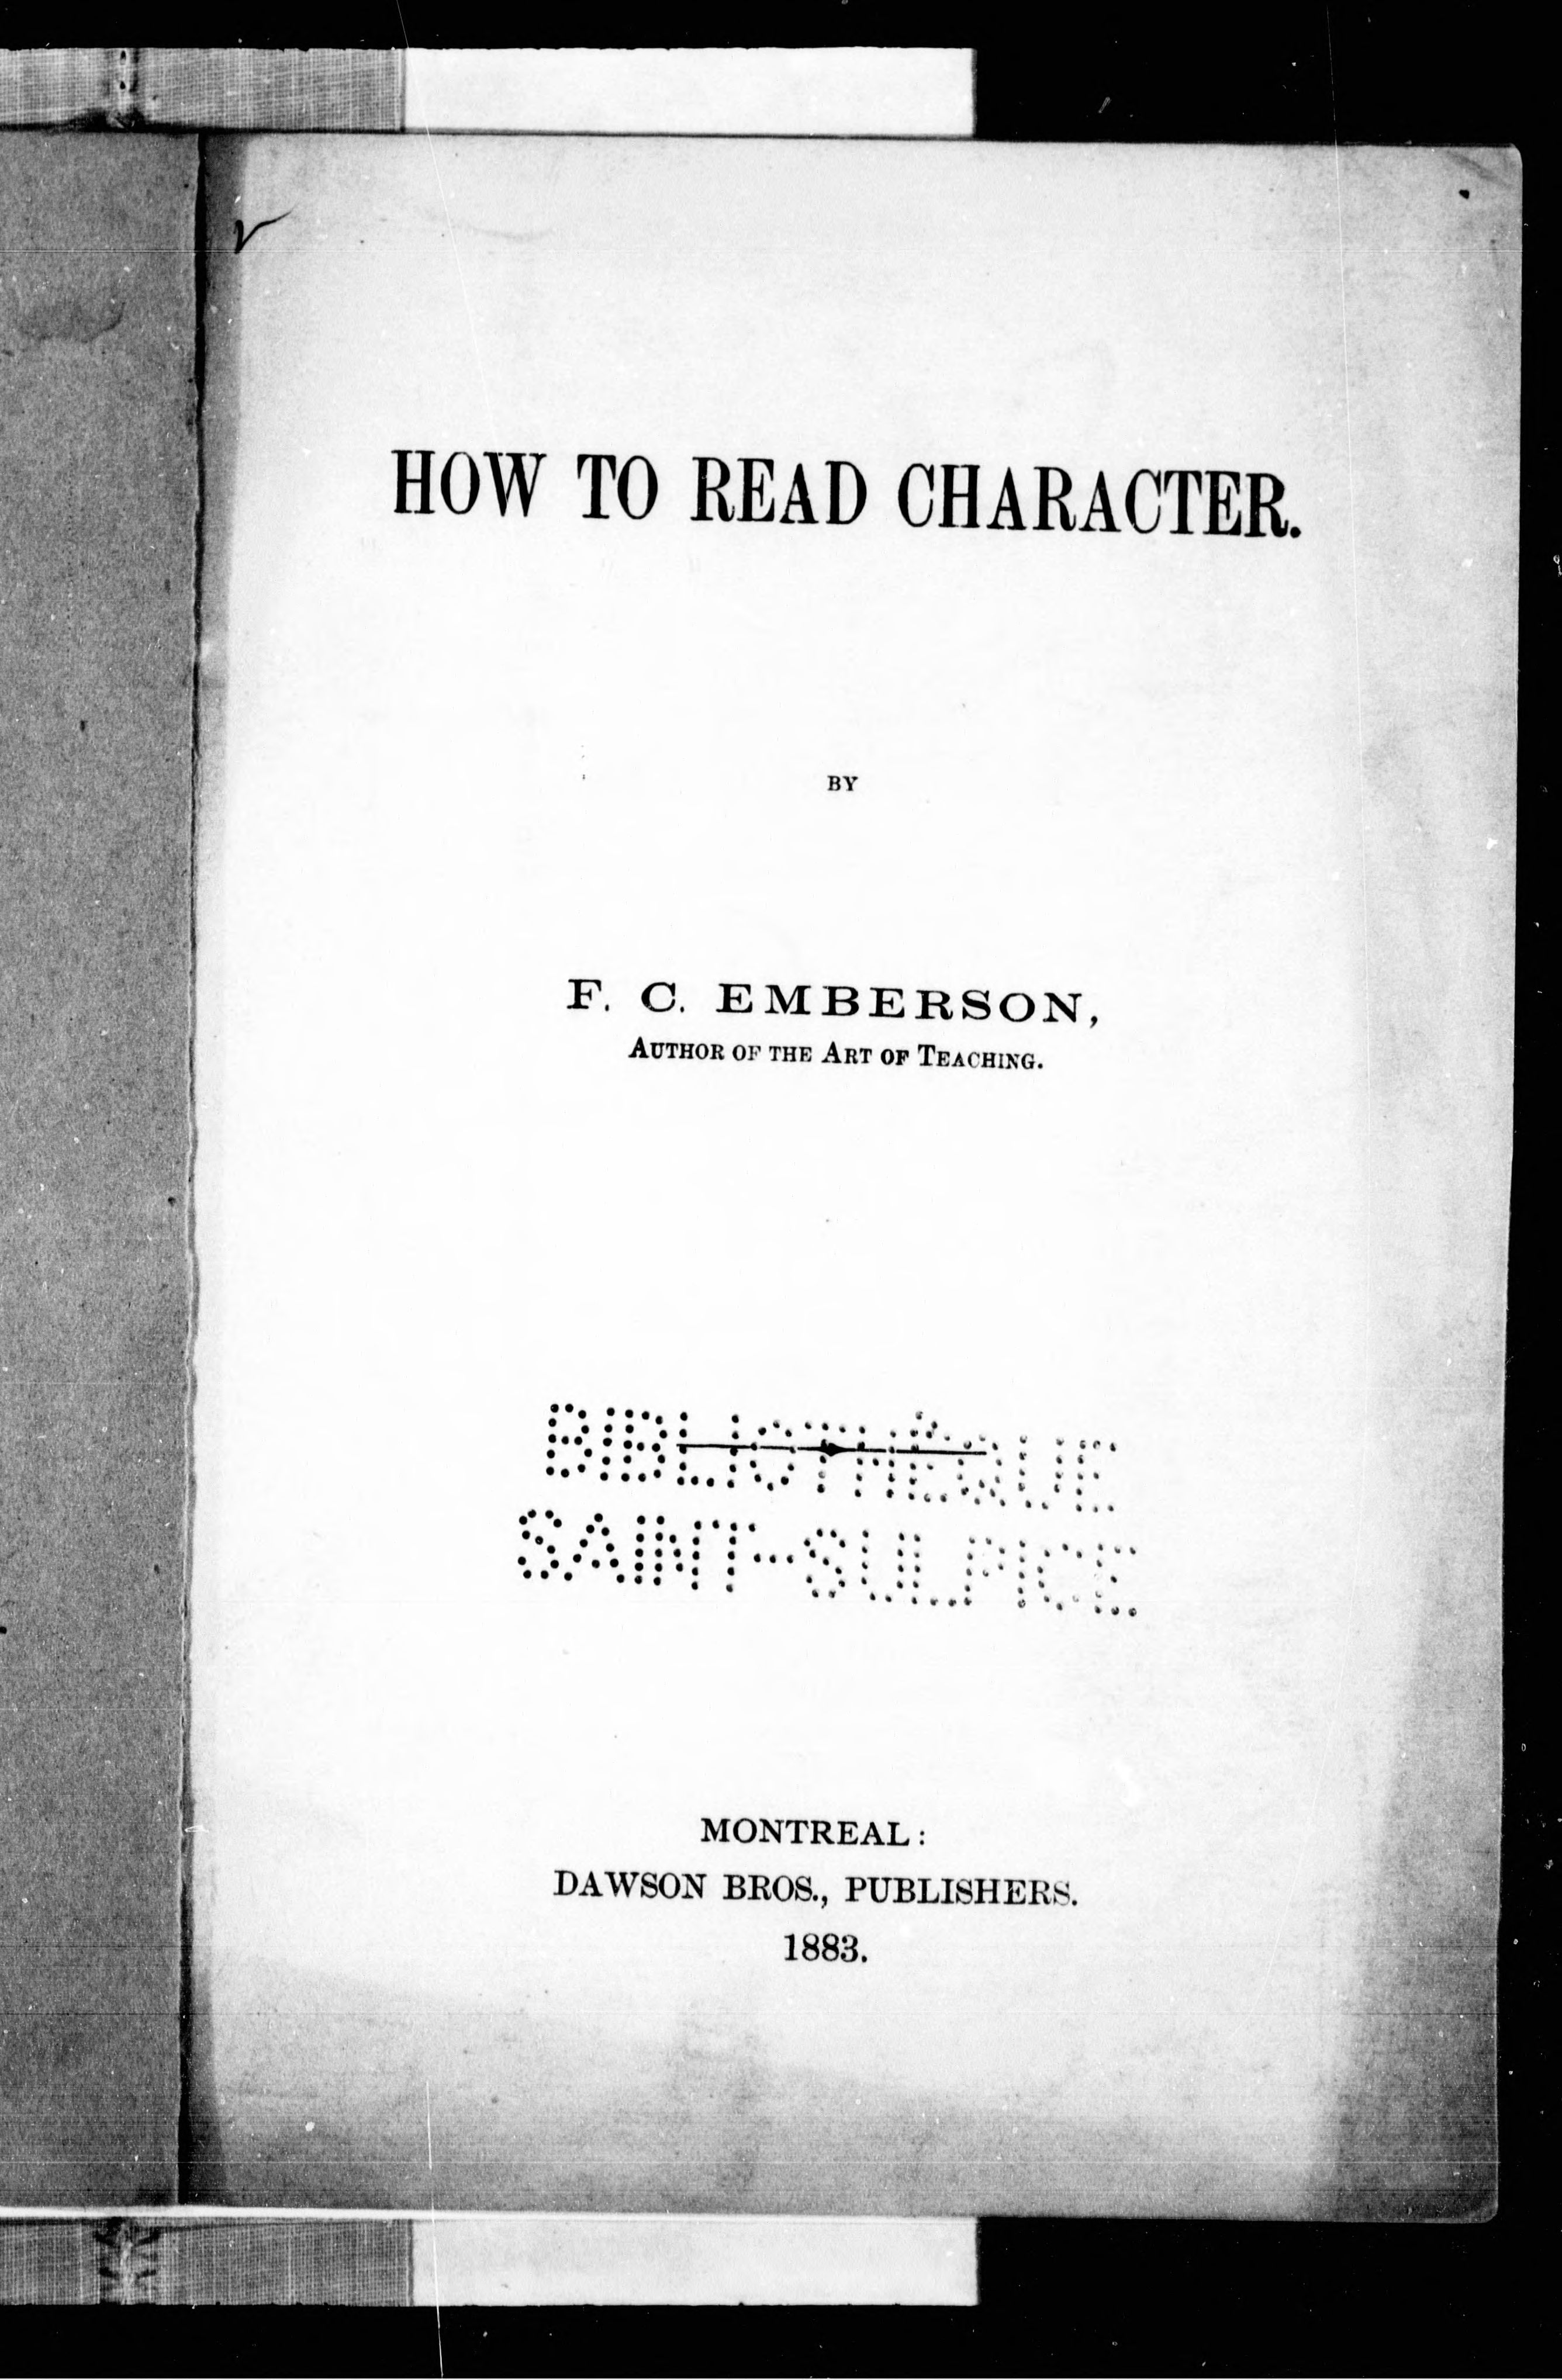 HOW TO READ CHARACTER.
BY
F. C. EMBERSON,
AUTHOR OF THE ART OF TEACHING.
BIBLIOTHÈQUE
SAINT-SULPICE
MONTREAL:
DAWSON BROS., PUBLISHERS.
1883.